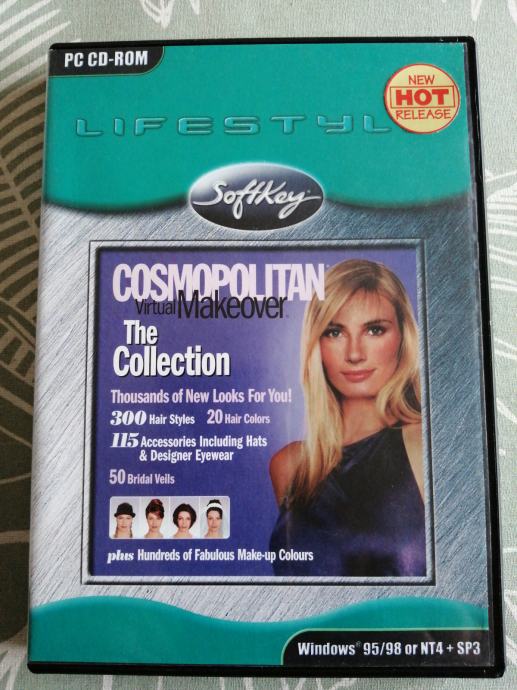 PC CD-ROM
NEW
HOT
RELEASE
LIFESTYL
SoftKey
COSMOPOLITAN
Virtual Makeover
The
Collection
Thousands of New Looks For You!
300 Hair Styles 20 Hair Colors
115 Accessories Including Hats
& Designer Eyewear
50 Bridal Veils
plus Hundreds of Fabulous Make-up Colours
Windows® 95/98 or NT4 + SP3